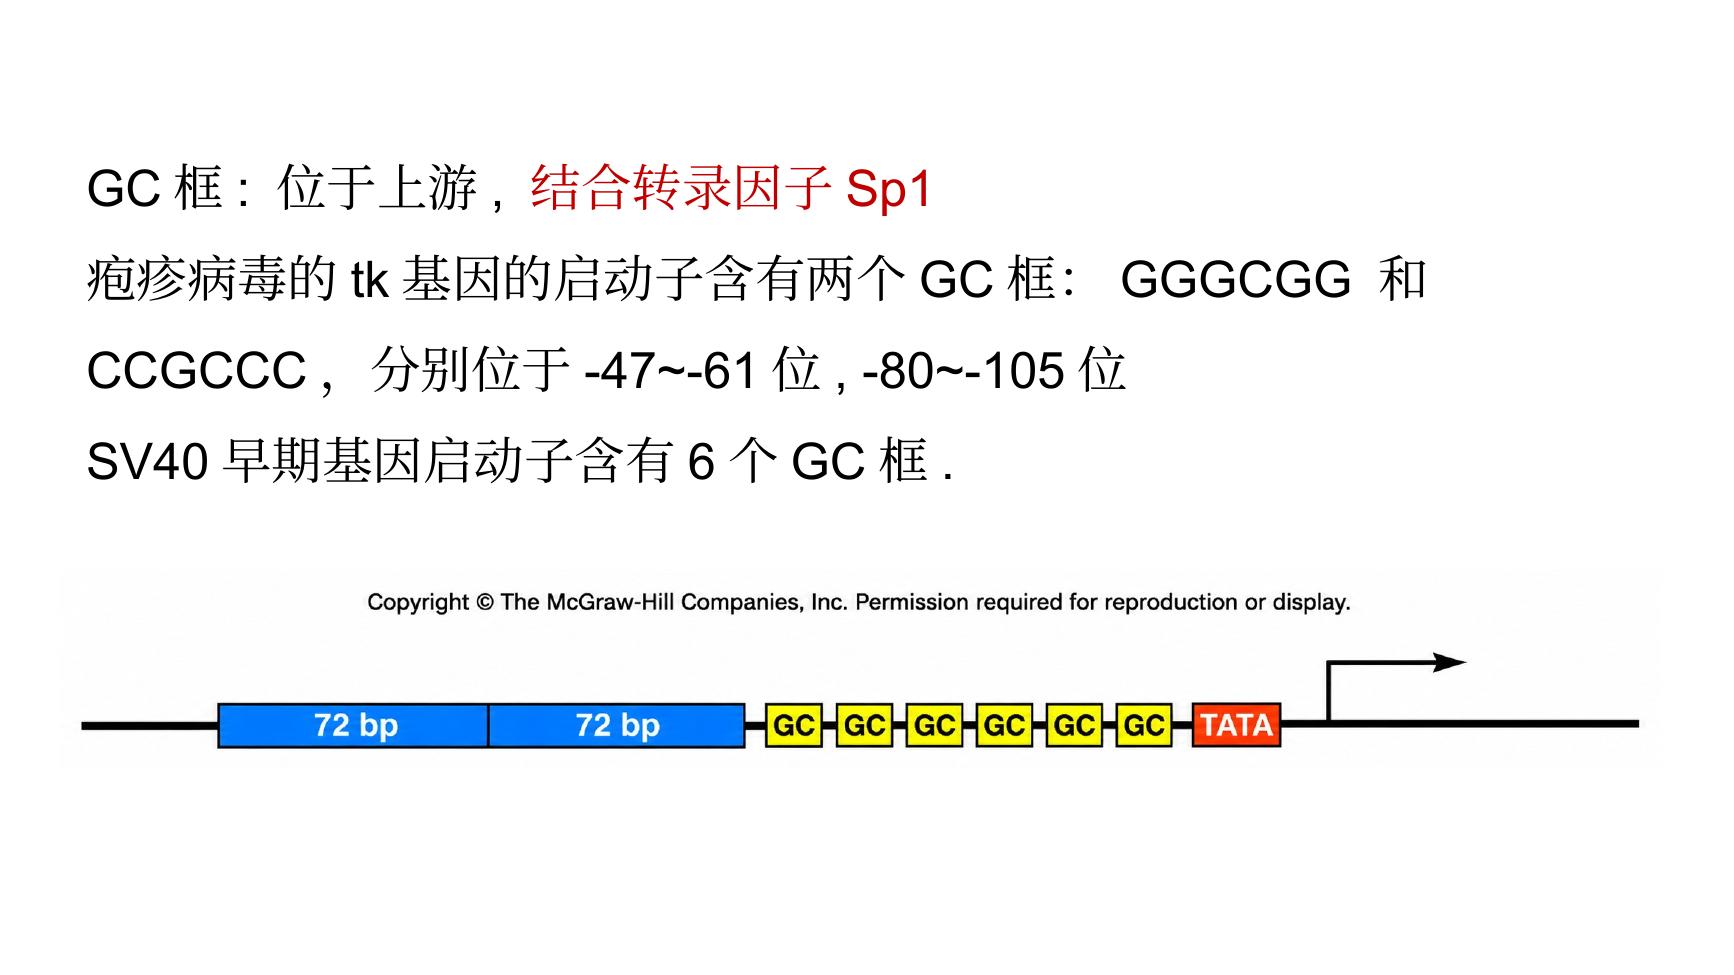 GC 框 : 位于上游 , 结合转录因子 Sp1
疱疹病毒的 tk 基因的启动子含有两个 GC 框： GGGCGG 和
CCGCCC ， 分别位于 -47~-61 位 , -80~-105 位
SV40 早期基因启动子含有 6 个 GC 框 .
Copyright © The McGraw-Hill Companies, Inc. Permission required for reproduction or display.
72 bp 72 bp GC GC GC GC GC GC TATA